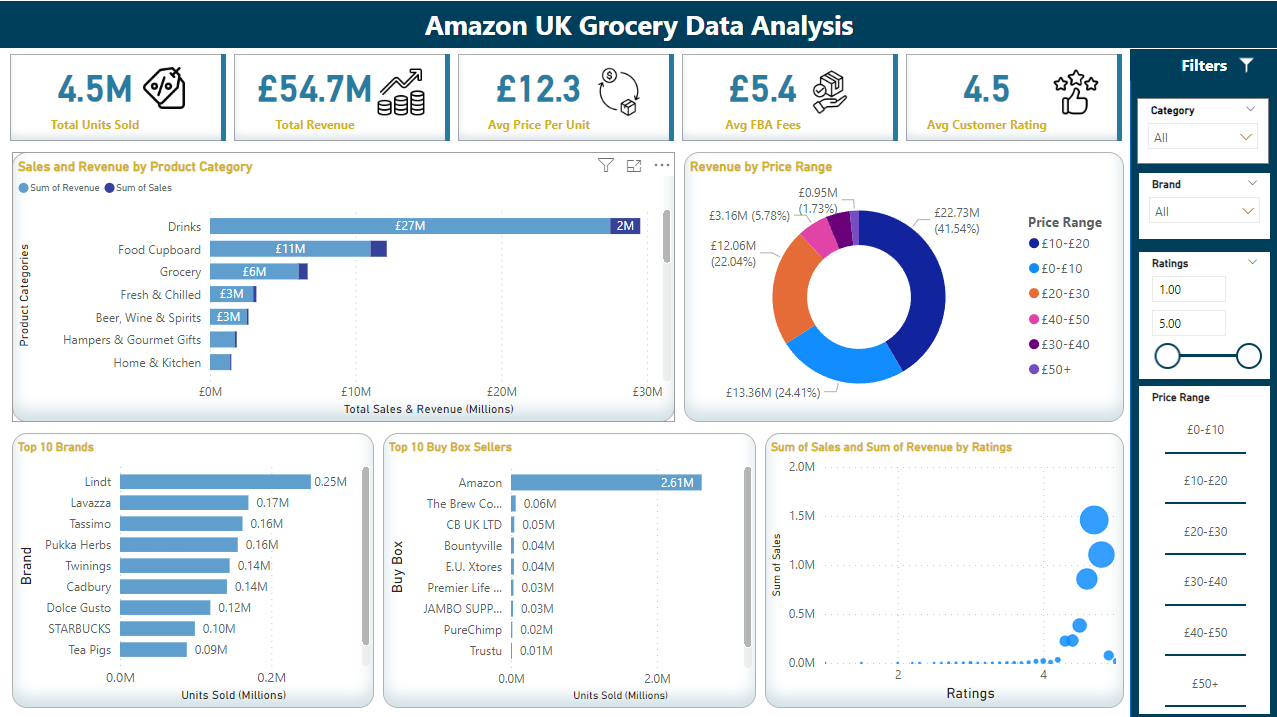 Amazon UK Grocery Data Analysis
4.5M
Total Units Sold
£54.7M
Total Revenue
£12.3
Avg Price Per Unit
£5.4
Avg FBA Fees
4.5
Avg Customer Rating
Filters
Category
All
Brand
All
Ratings
1.00
5.00
Price Range
£0-£10
£10-£20
£20-£30
£30-£40
£40-£50
£50+
Sales and Revenue by Product Category
Sum of Revenue Sum of Sales
Product Categories
Drinks £27M 2M
Food Cupboard £11M
Grocery £6M
Fresh & Chilled £3M
Beer, Wine & Spirits £3M
Hampers & Gourmet Gifts
Home & Kitchen
£0M £10M £20M £30M
Total Sales & Revenue (Millions)
Revenue by Price Range
£0.95M
(1.73%)
£3.16M (5.78%)
£12.06M
(22.04%)
£22.73M
(41.54%)
£13.36M (24.41%)
Price Range
£10-£20
£0-£10
£20-£30
£40-£50
£30-£40
£50+
Top 10 Brands
Brand
Lindt 0.25M
Lavazza 0.17M
Tassimo 0.16M
Pukka Herbs 0.16M
Twinings 0.14M
Cadbury 0.14M
Dolce Gusto 0.12M
STARBUCKS 0.10M
Tea Pigs 0.09M
0.0M 0.2M
Units Sold (Millions)
Top 10 Buy Box Sellers
Buy Box
Amazon 2.61M
The Brew Co... 0.06M
CB UK LTD 0.05M
Bountyville 0.04M
E.U. Xtores 0.04M
Premier Life ... 0.03M
JAMBO SUPP... 0.03M
PureChimp 0.02M
Trustu 0.01M
0.0M 2.0M
Units Sold (Millions)
Sum of Sales and Sum of Revenue by Ratings
Sum of Sales
2.0M
1.5M
1.0M
0.5M
0.0M
2 4
Ratings